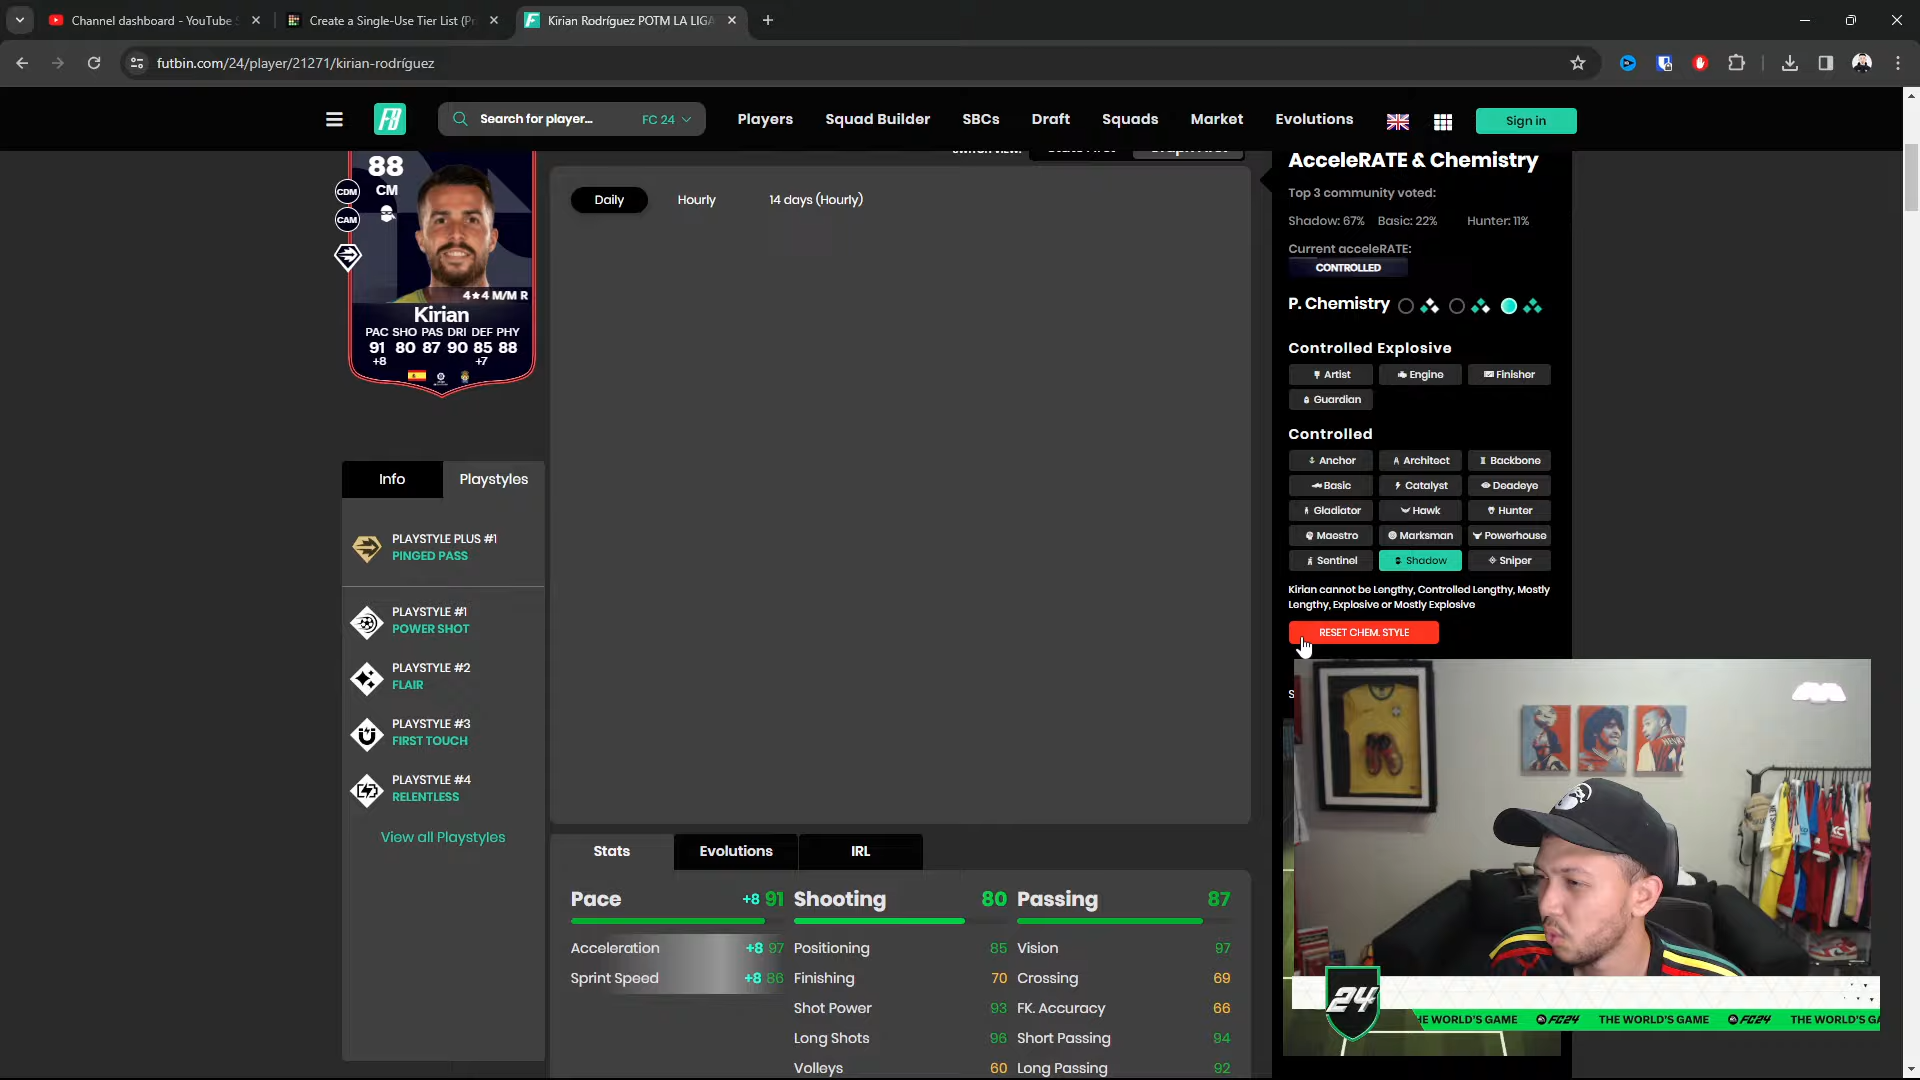 Channel dashboard - YouTube
Create a Single-Use Tier List (P
Kirian Rodríguez POTM LA LIGA
futbin.com/24/player/21271/kirian-rodríguez
Search for player...
FC 24
Players
Squad Builder
SBCs
Draft
Squads
Market
Evolutions
Sign in
88
CM
CDM
CAM
4★4 M/M R
Kirian
PAC SHO PAS DRI DEF PHY
91 80 87 90 85 88
+8 +7
Daily
Hourly
14 days (Hourly)
AcceleRATE & Chemistry
Top 3 community voted:
Shadow: 67% Basic: 22% Hunter: 11%
Current acceleRATE:
CONTROLLED
P. Chemistry
Controlled Explosive
Artist Engine Finisher
Guardian
Controlled
Anchor Architect Backbone
Basic Catalyst Deadeye
Gladiator Hawk Hunter
Maestro Marksman Powerhouse
Sentinel Shadow Sniper
Kirian cannot be Lengthy, Controlled Lengthy, Mostly
Lengthy, Explosive or Mostly Explosive
RESET CHEM. STYLE
Info
Playstyles
PLAYSTYLE PLUS #1
PINGED PASS
PLAYSTYLE #1
POWER SHOT
PLAYSTYLE #2
FLAIR
PLAYSTYLE #3
FIRST TOUCH
PLAYSTYLE #4
RELENTLESS
View all Playstyles
Stats
Evolutions
IRL
Pace +8 91
Acceleration +8 97
Sprint Speed +8 86
Shooting 80
Positioning 85
Finishing 70
Shot Power 93
Long Shots 96
Volleys 60
Passing 87
Vision 97
Crossing 69
FK. Accuracy 66
Short Passing 94
Long Passing 92
24
HE WORLD'S GAME FC24 THE WORLD'S GAME FC24 THE WORLD'S GA